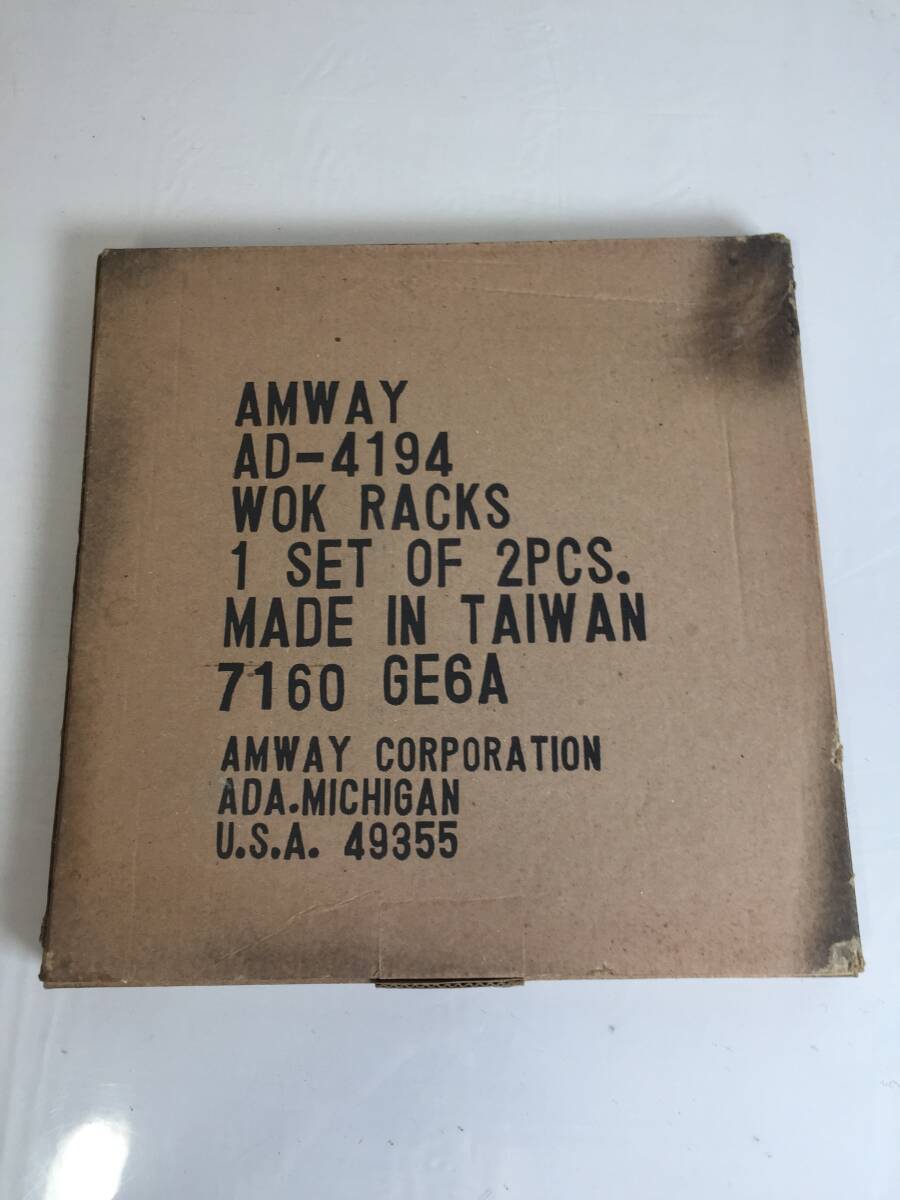 AMWAY
AD-4194
WOK RACKS
1 SET OF 2PCS.
MADE IN TAIWAN
7160 GE6A
AMWAY CORPORATION
ADA.MICHIGAN
U.S.A. 49355